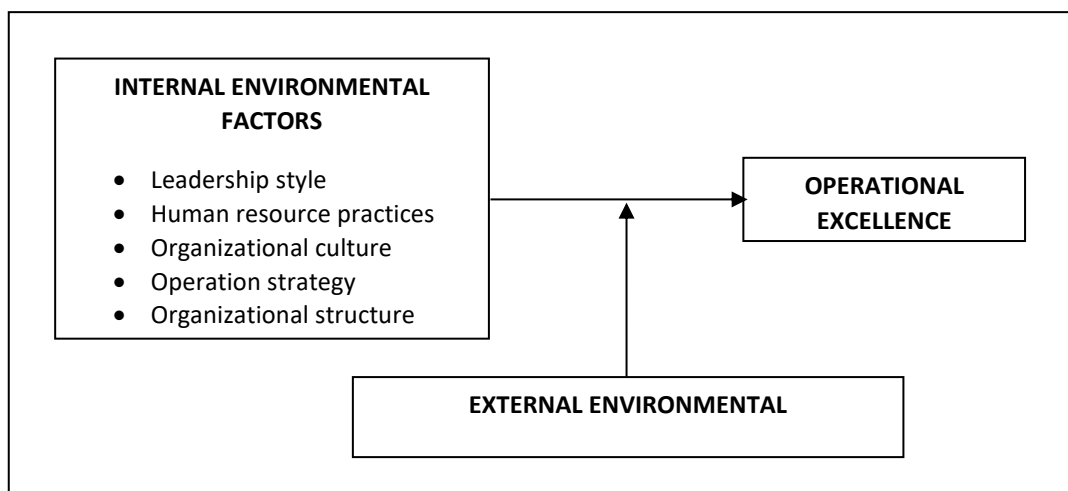 INTERNAL ENVIRONMENTAL
FACTORS
• Leadership style
• Human resource practices
• Organizational culture
• Operation strategy
• Organizational structure
OPERATIONAL
EXCELLENCE
EXTERNAL ENVIRONMENTAL